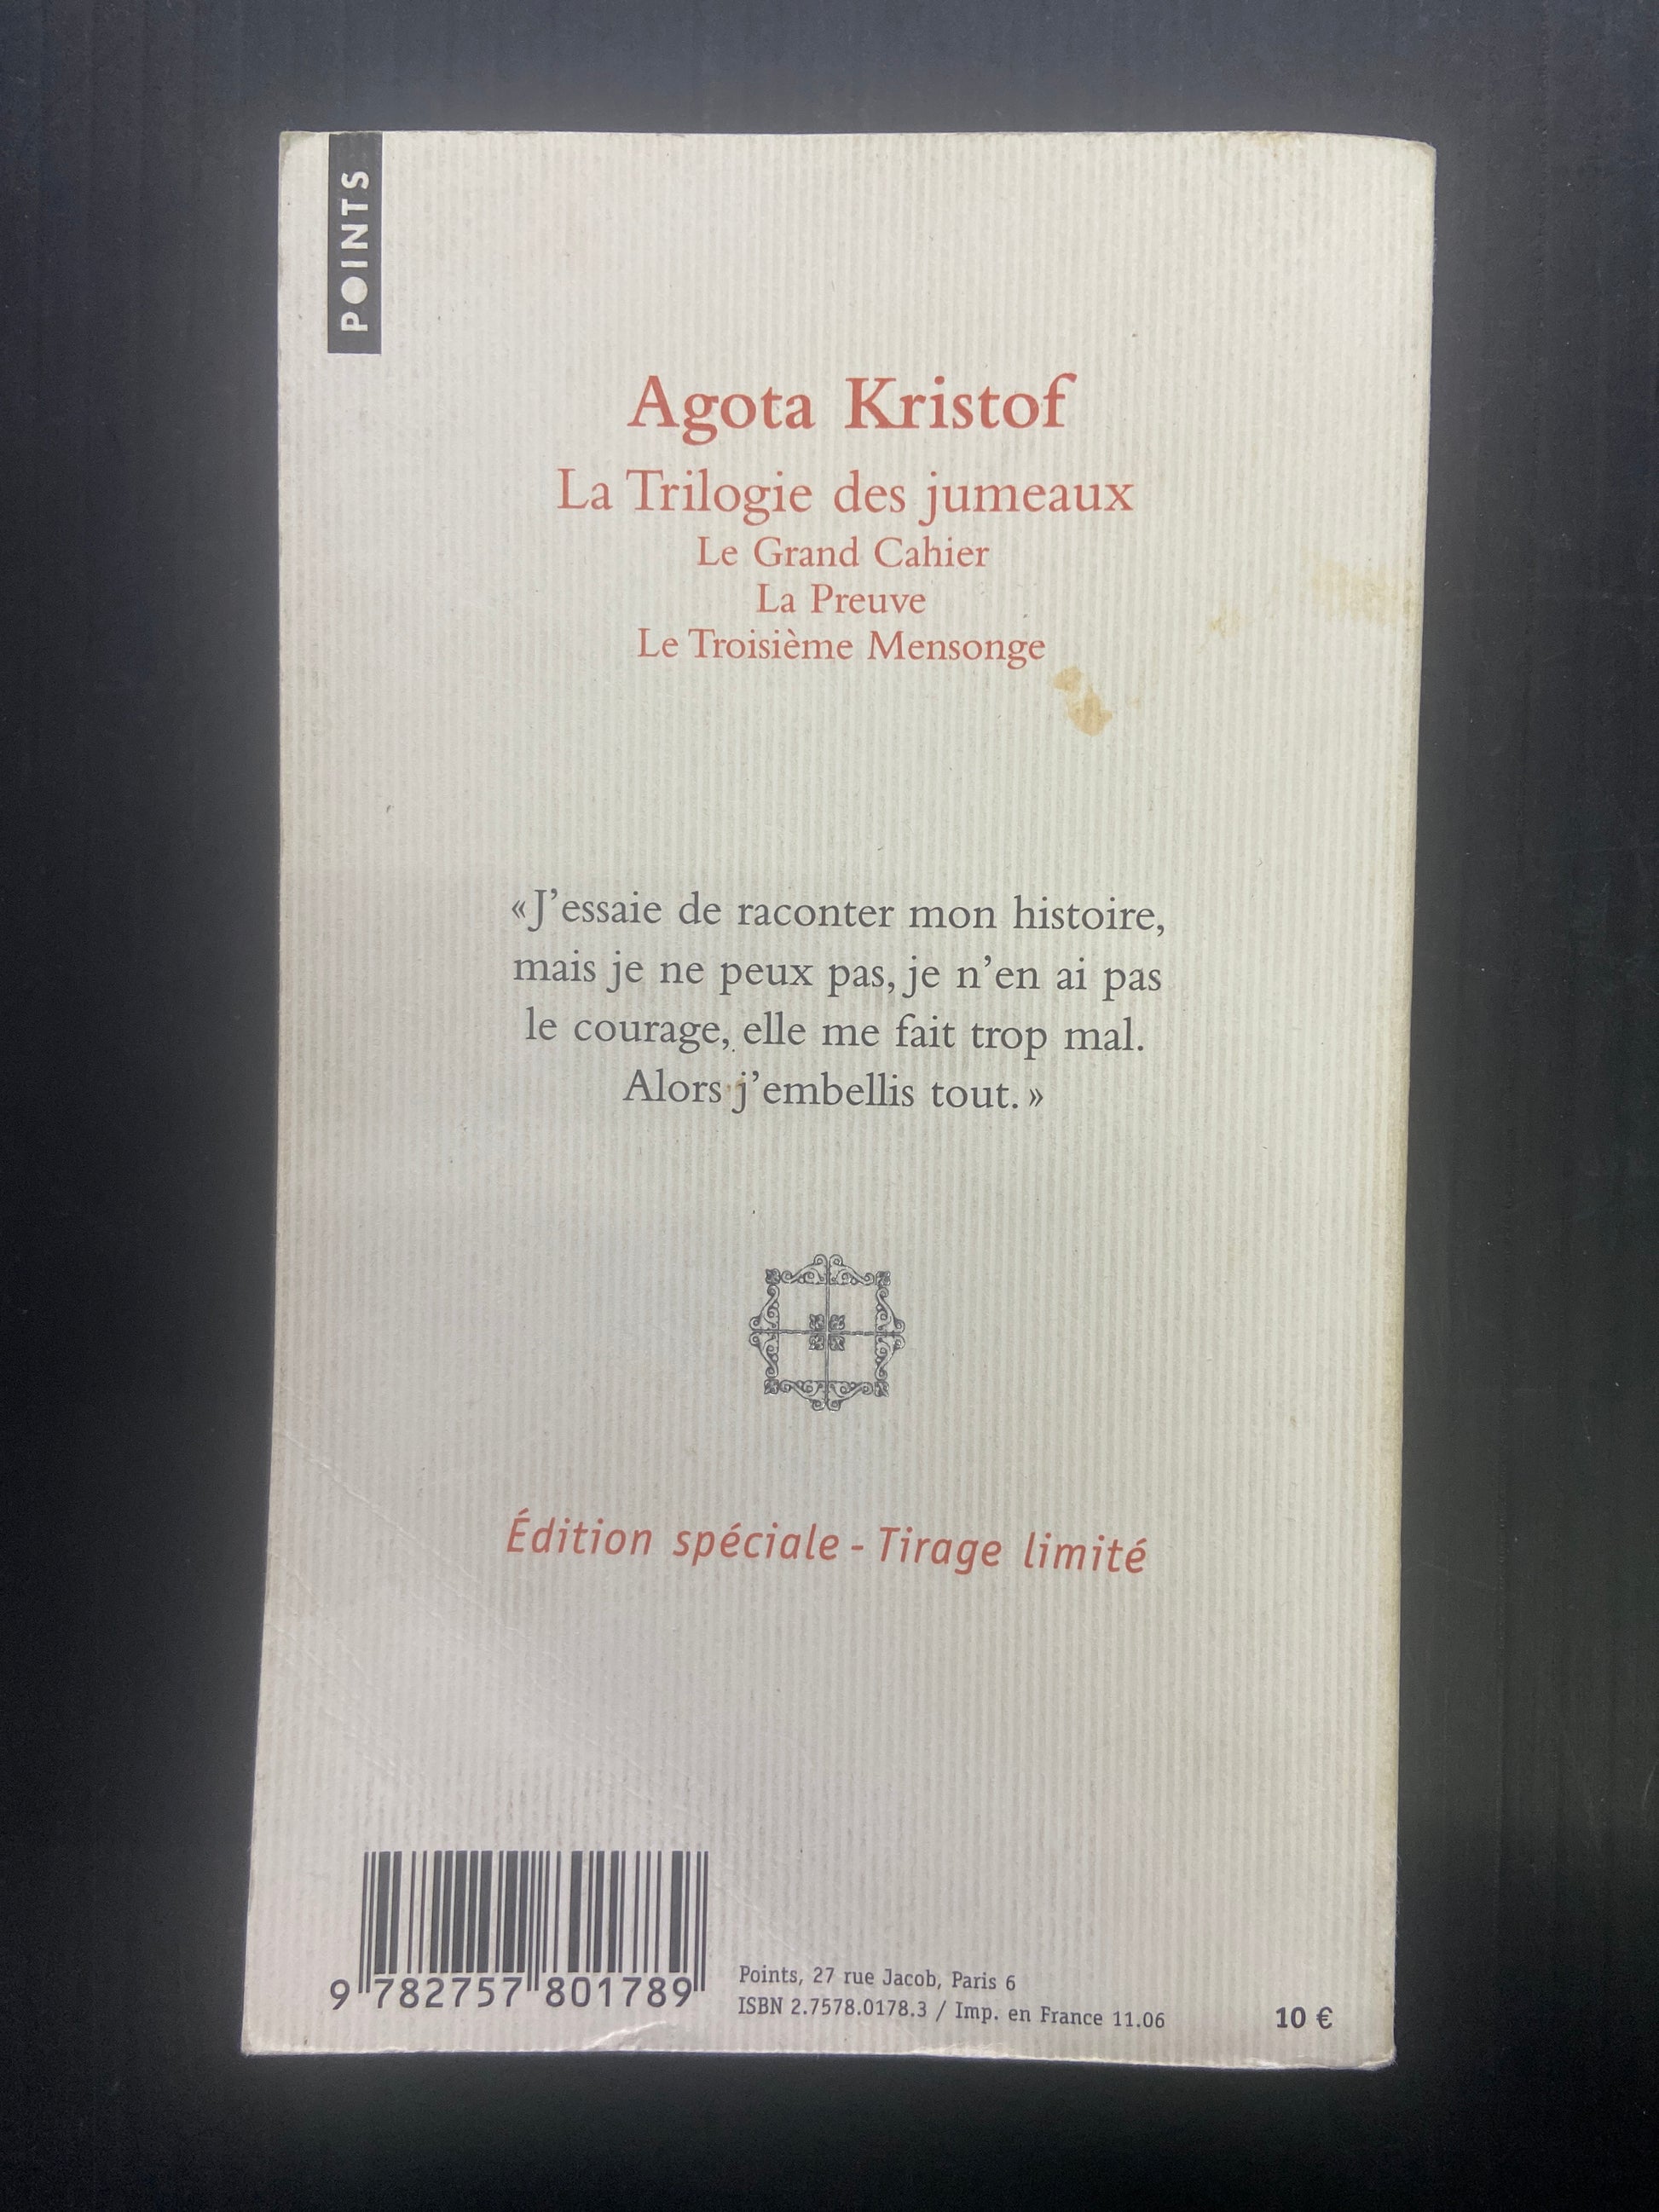 POINTS
Agota Kristof
La Trilogie des jumeaux
Le Grand Cahier
La Preuve
Le Troisième Mensonge
«J’essaie de raconter mon histoire,
mais je ne peux pas, je n’en ai pas
le courage, elle me fait trop mal.
Alors j’embellis tout.»
Édition spéciale - Tirage limité
9 782757 801789
Points, 27 rue Jacob, Paris 6
ISBN 2.7578.0178.3 / Imp. en France 11.06
10 €